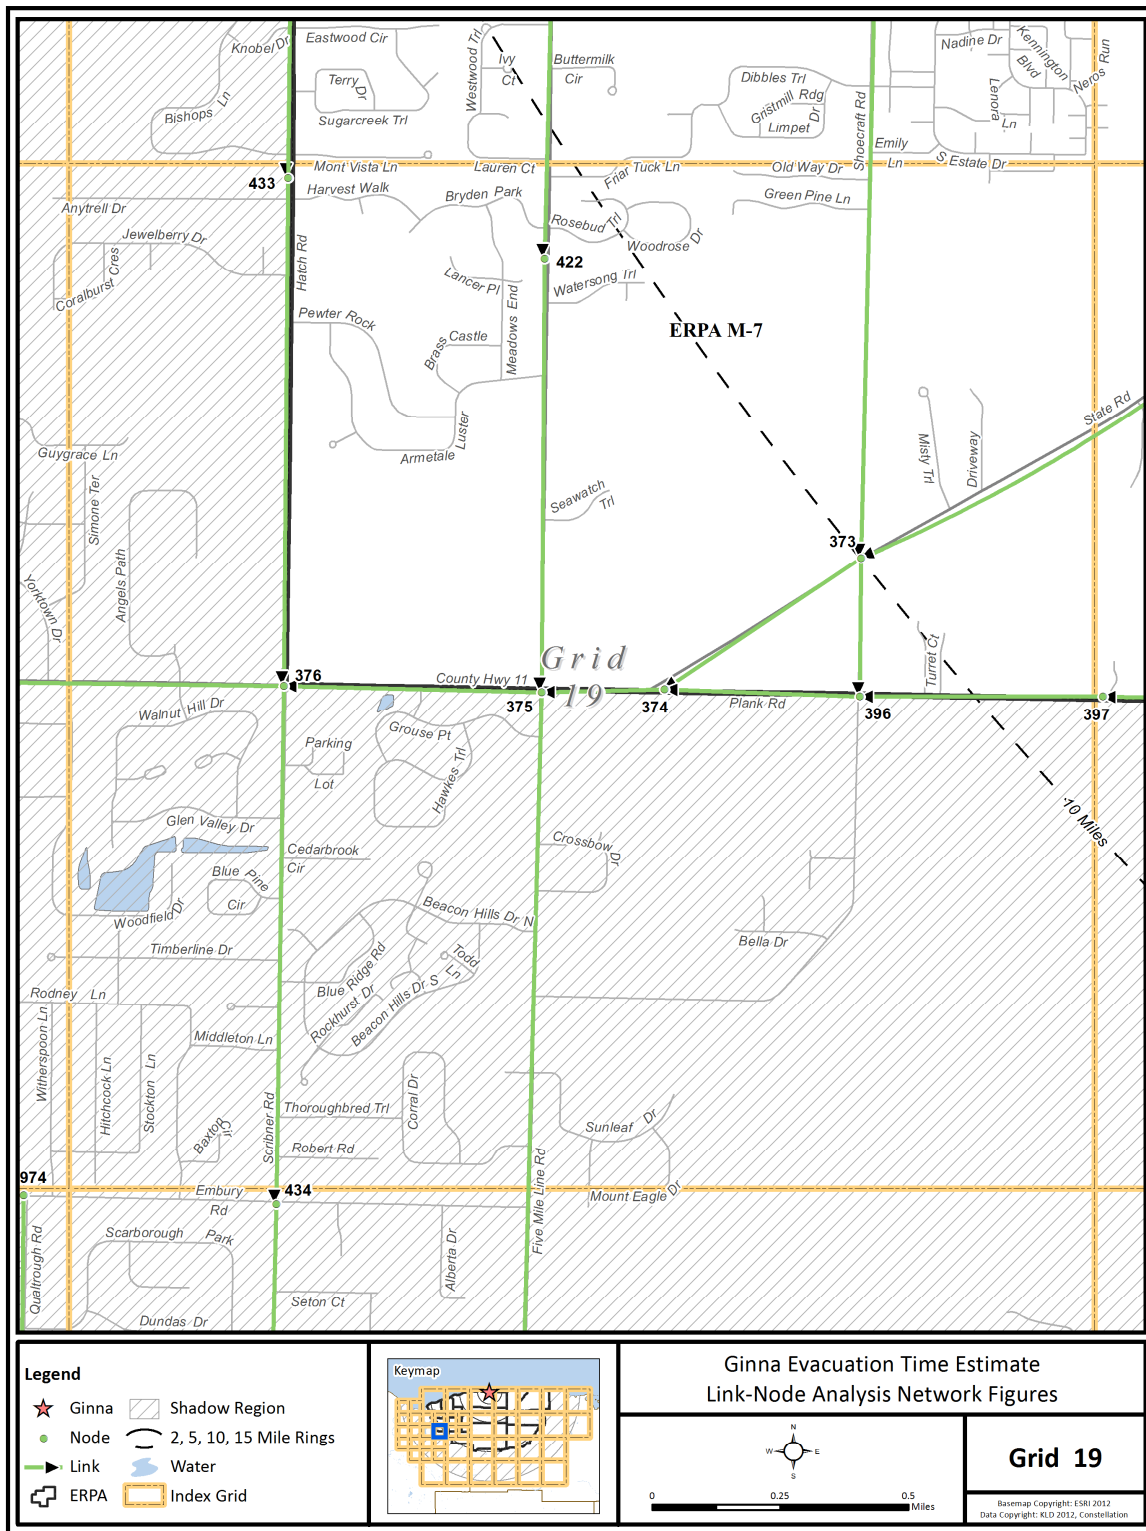 Knobel Dr
Eastwood Cir
Westwood Trl
Ivy
Ct
Buttermilk
Cir
Nadine Dr
Kennington
Blvd
Run
Neros
Terry
Dr
Bishops Ln
Sugarcreek Trl
Dibbles Trl
Gristmill Rdg
Dr
Limpet
Shoecraft Rd
Lenora
Ln
Emily
Ln
S Estate Dr
Mont Vista Ln
Lauren Ct
Friar Tuck Ln
Old Way Dr
433
Harvest Walk
Bryden Park
Green Pine Ln
Anytrell Dr
Rosebud Trl
Jewelberry Dr
Hatch Rd
Woodrose Dr
422
Coralburst Cres
Lancer Pl
Watersong Trl
Meadows End
Pewter Rock
ERPA M-7
Brass
Castle
State Rd
Luster
Armetale
Misty Trl
Driveway
Guygrace Ln
Simone Ter
Seawatch
Trl
373
Angels Path
Yorktown Dr
Turret Ct
Grid
19
376
County Hwy 11
375
374
Plank Rd
396
397
Walnut Hill Dr
Grouse Pt
Parking
Lot
Hawkes Trl
10 Miles
Glen Valley Dr
Cedarbrook
Cir
Crossbow
Dr
Blue Pine
Cir
Woodfield Dr
Beacon Hills Dr N
Timberline Dr
Blue Ridge Rd
Todd
Ln
Bella Dr
Rodney Ln
Rockhurst Dr
Beacon Hills Dr S
Witherspoon Ln
Middleton Ln
Hitchcock Ln
Stockton Ln
Corral Dr
Scribner Rd
Thoroughbred Trl
Baxton
Cir
Robert Rd
Sunleaf Dr
Five Mile Line Rd
974
Embury
Rd
434
Mount Eagle Dr
Qualtrough Rd
Scarborough Park
Alberta Dr
Seton Ct
Dundas Dr
Legend
Ginna
Shadow Region
Node
2, 5, 10, 15 Mile Rings
Link
Water
ERPA
Index Grid
Keymap
Ginna Evacuation Time Estimate
Link-Node Analysis Network Figures
N
W
E
S
0
0.25
0.5
Miles
Grid 19
Basemap Copyright: ESRI 2012
Data Copyright: KLD 2012, Constellation